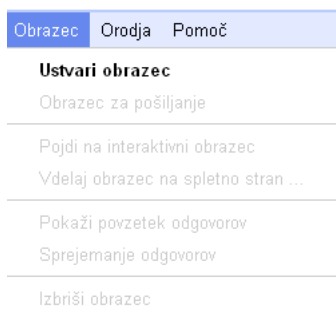 Obrazec Orodja Pomoč
Ustvari obrazec
Obrazec za pošiljanje
Pojdi na interaktivni obrazec
Vdelaj obrazec na spletno stran ...
Pokaži povzetek odgovorov
Sprejemanje odgovorov
Izbriši obrazec